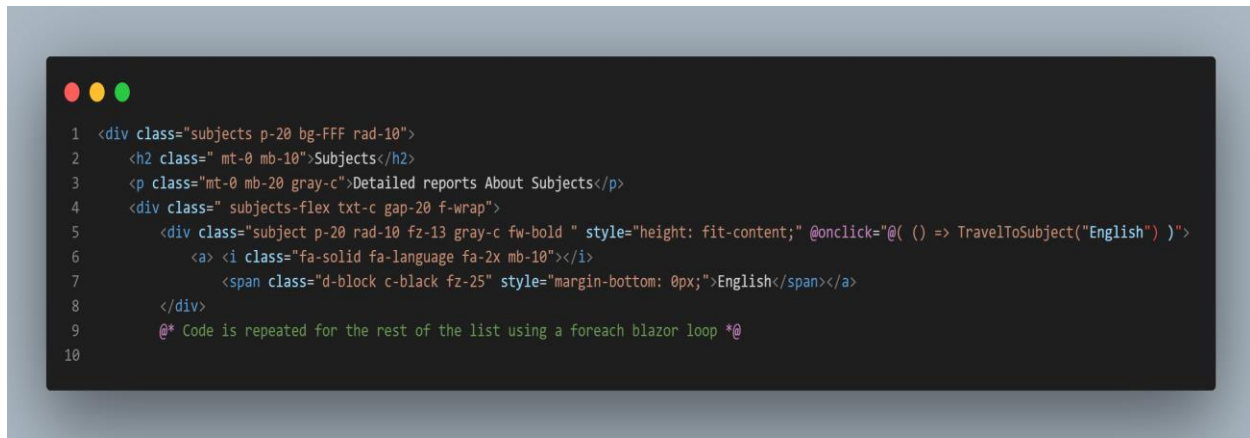 1 <div class="subjects p-20 bg-FFF rad-10">
2     <h2 class=" mt-0 mb-10">Subjects</h2>
3     <p class="mt-0 mb-20 gray-c">Detailed reports About Subjects</p>
4     <div class=" subjects-flex txt-c gap-20 f-wrap">
5         <div class="subject p-20 rad-10 fz-13 gray-c fw-bold " style="height: fit-content;" @onclick="@( () => TravelToSubject("English") )">
6             <a> <i class="fa-solid fa-language fa-2x mb-10"></i>
7                 <span class="d-block c-black fz-25" style="margin-bottom: 0px;">English</span></a>
8         </div>
9         @* Code is repeated for the rest of the list using a foreach blazor loop *@
10